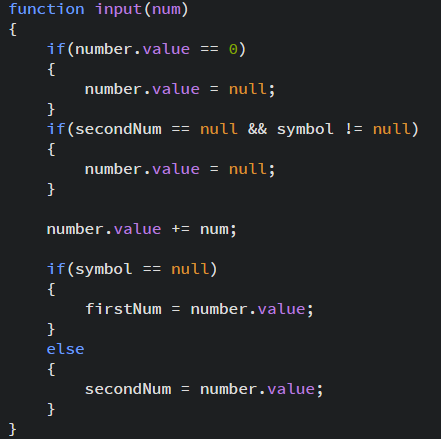 function input(num)
{
    if(number.value == 0)
    {
        number.value = null;
    }
    if(secondNum == null && symbol != null)
    {
        number.value = null;
    }

    number.value += num;

    if(symbol == null)
    {
        firstNum = number.value;
    }
    else
    {
        secondNum = number.value;
    }
}